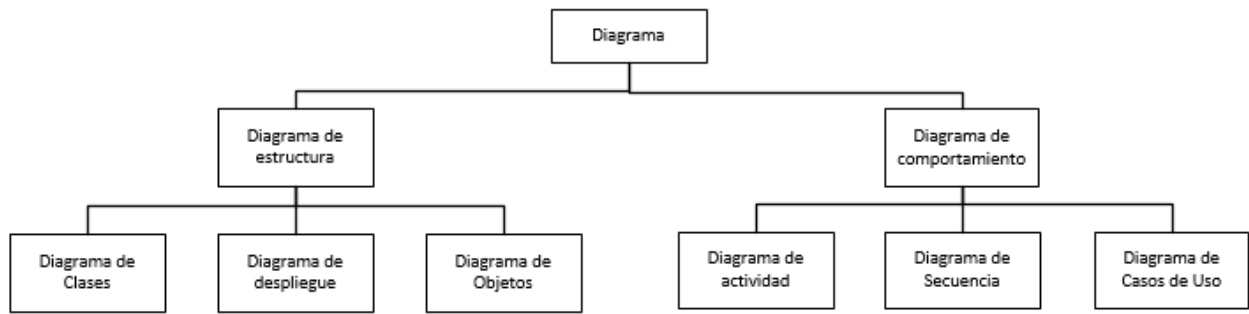 Diagrama
Diagrama de
estructura
Diagrama de
comportamiento
Diagrama de
Clases
Diagrama de
despliegue
Diagrama de
Objetos
Diagrama de
actividad
Diagrama de
Secuencia
Diagrama de
Casos de Uso